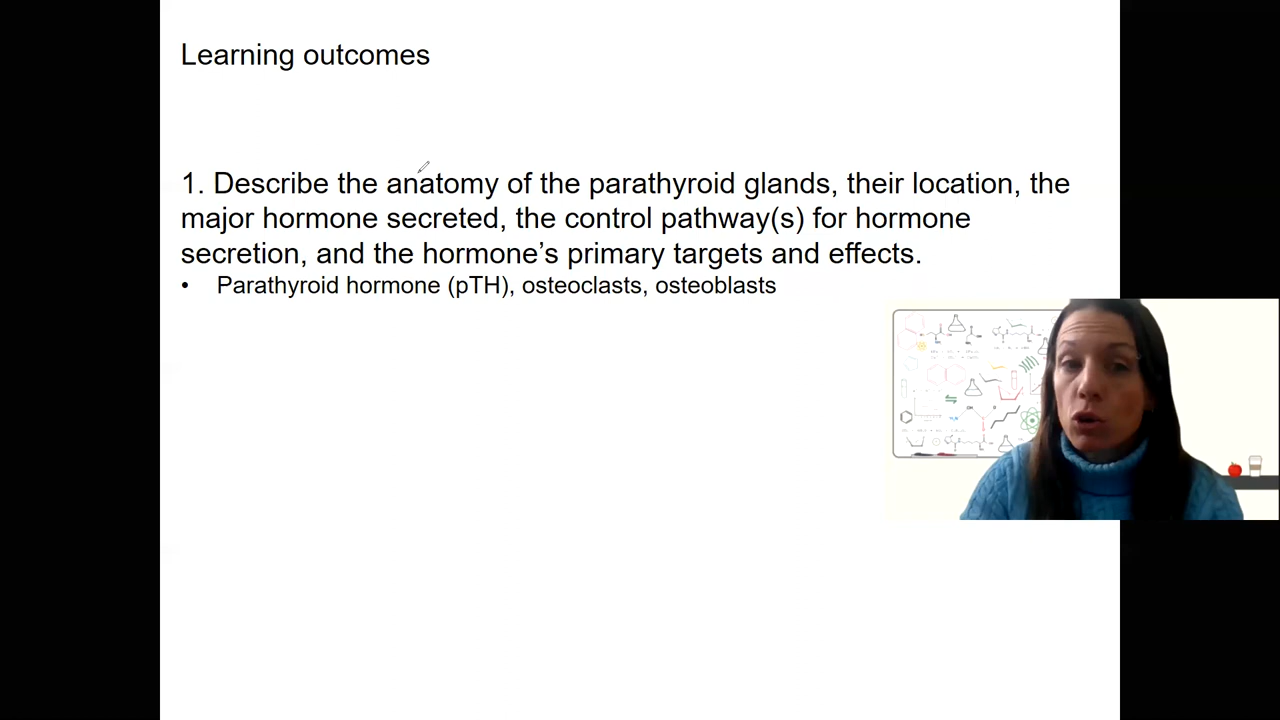 Learning outcomes
1. Describe the anatomy of the parathyroid glands, their location, the
major hormone secreted, the control pathway(s) for hormone
secretion, and the hormone’s primary targets and effects.
• Parathyroid hormone (pTH), osteoclasts, osteoblasts